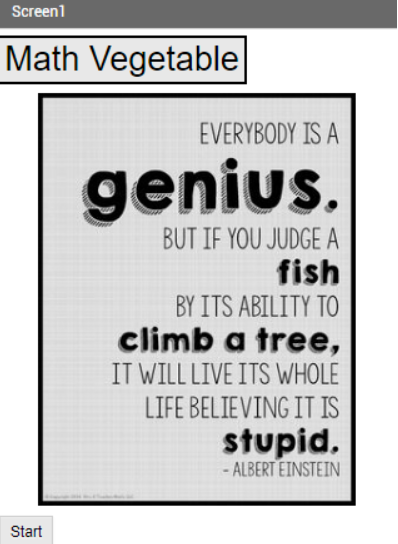 Screen1
Math Vegetable
EVERYBODY IS A
genius.
BUT IF YOU JUDGE A
fish
BY ITS ABILITY TO
climb a tree,
IT WILL LIVE ITS WHOLE
LIFE BELIEVING IT IS
stupid.
- ALBERT EINSTEIN
Start